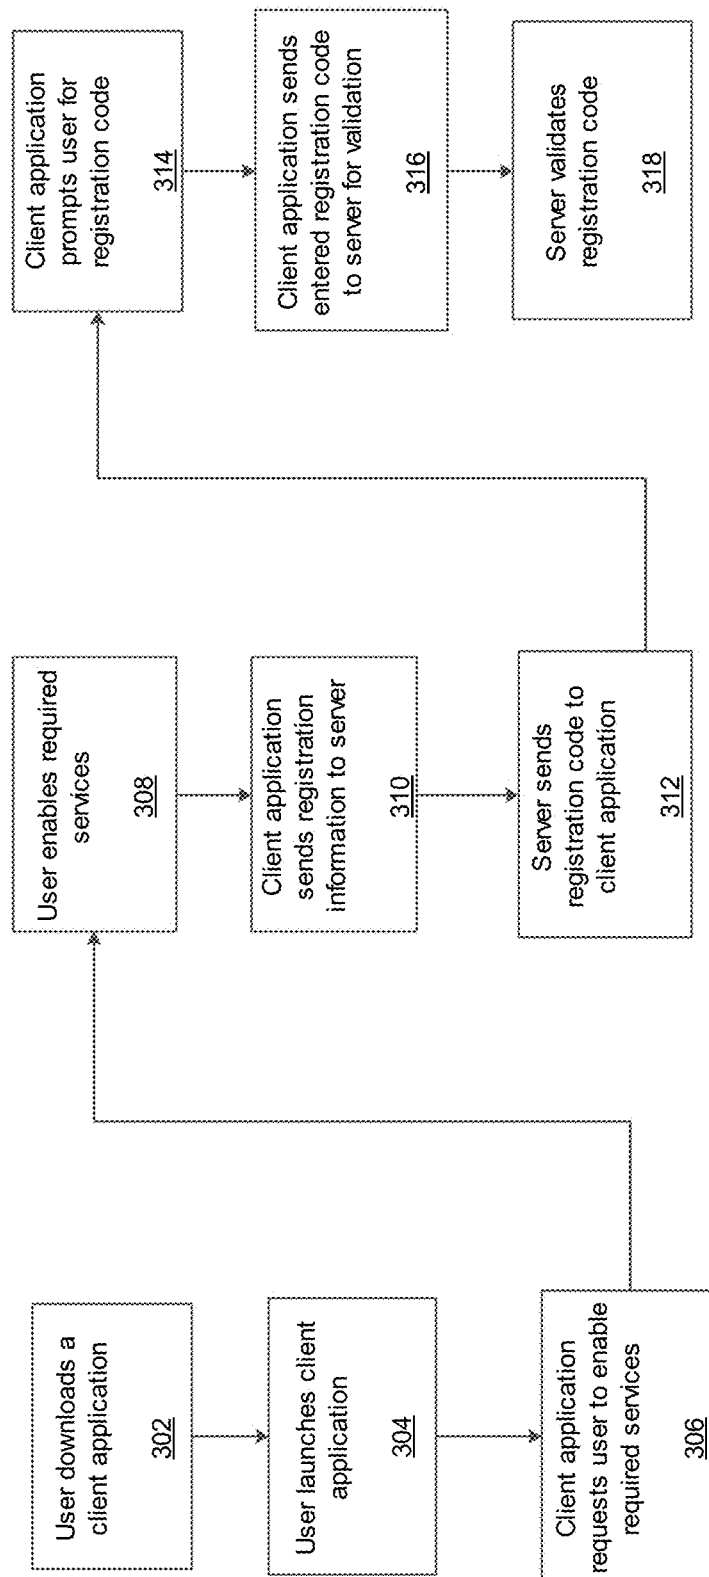 User downloads a
client application
302
User launches client
application
304
Client application
requests user to enable
required services
306
User enables required
services
308
Client application
sends registration
information to server
310
Server sends
registration code to
client application
312
Client application
prompts user for
registration code
314
Client application sends
entered registration code
to server for validation
316
Server validates
registration code
318